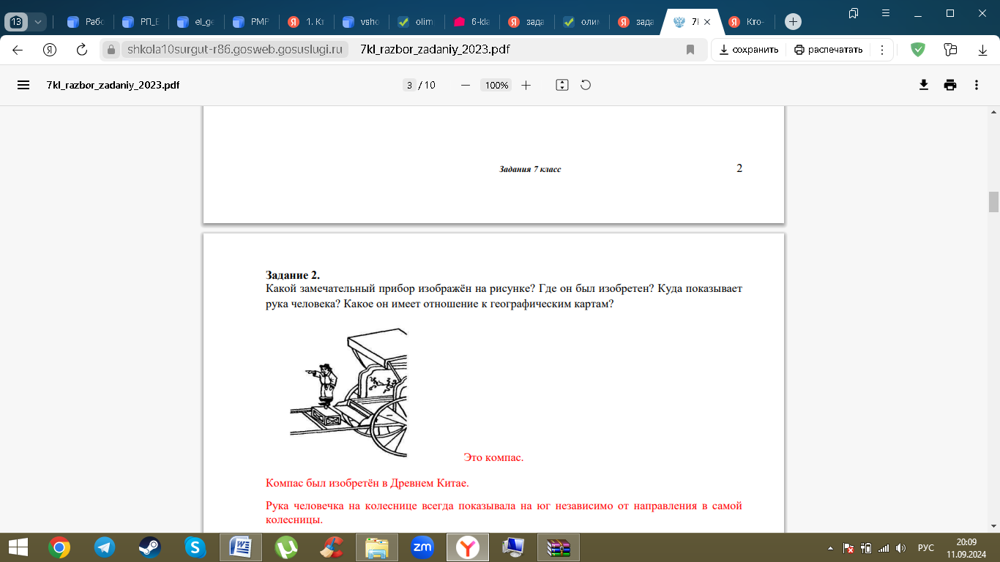 13
Рабо
РП_Е
el_ge
РМР
1. Кт
vsho
olim
6-kla
зада
олим
зада
7k
Кто-
shkola10surgut-r86.gosweb.gosuslugi.ru 7kl_razbor_zadaniy_2023.pdf
сохранить
распечатать
7kl_razbor_zadaniy_2023.pdf
3 / 10
100%
Задания 7 класс
2
Задание 2.
Какой замечательный прибор изображён на рисунке? Где он был изобретен? Куда показывает
рука человека? Какое он имеет отношение к географическим картам?
Это компас.
Компас был изобретён в Древнем Китае.
Рука человечка на колеснице всегда показывала на юг независимо от направления в самой
колесницы.
zm
РУС
20:09
11.09.2024